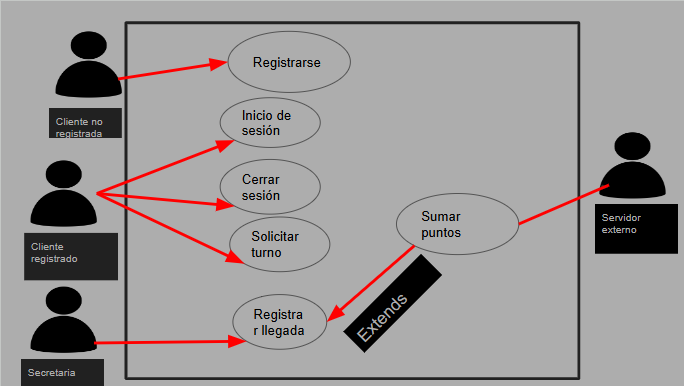 Registrarse
Cliente no
registrada
Inicio de
sesión
Cerrar
sesión
Cliente
registrado
Solicitar
turno
Sumar
puntos
Servidor
externo
Registra
r llegada
Extends
Secretaria